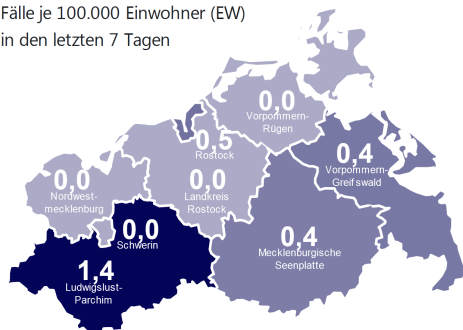 Fälle je 100.000 Einwohner (EW)
in den letzten 7 Tagen
0,0
Vorpommern-
Rügen
0,5
Rostock
0,4
Vorpommern-
Greifswald
0,0
Nordwest-
mecklenburg
0,0
Landkreis
Rostock
0,0
Schwerin
0,4
Mecklenburgische
Seenplatte
1,4
Ludwigslust-
Parchim